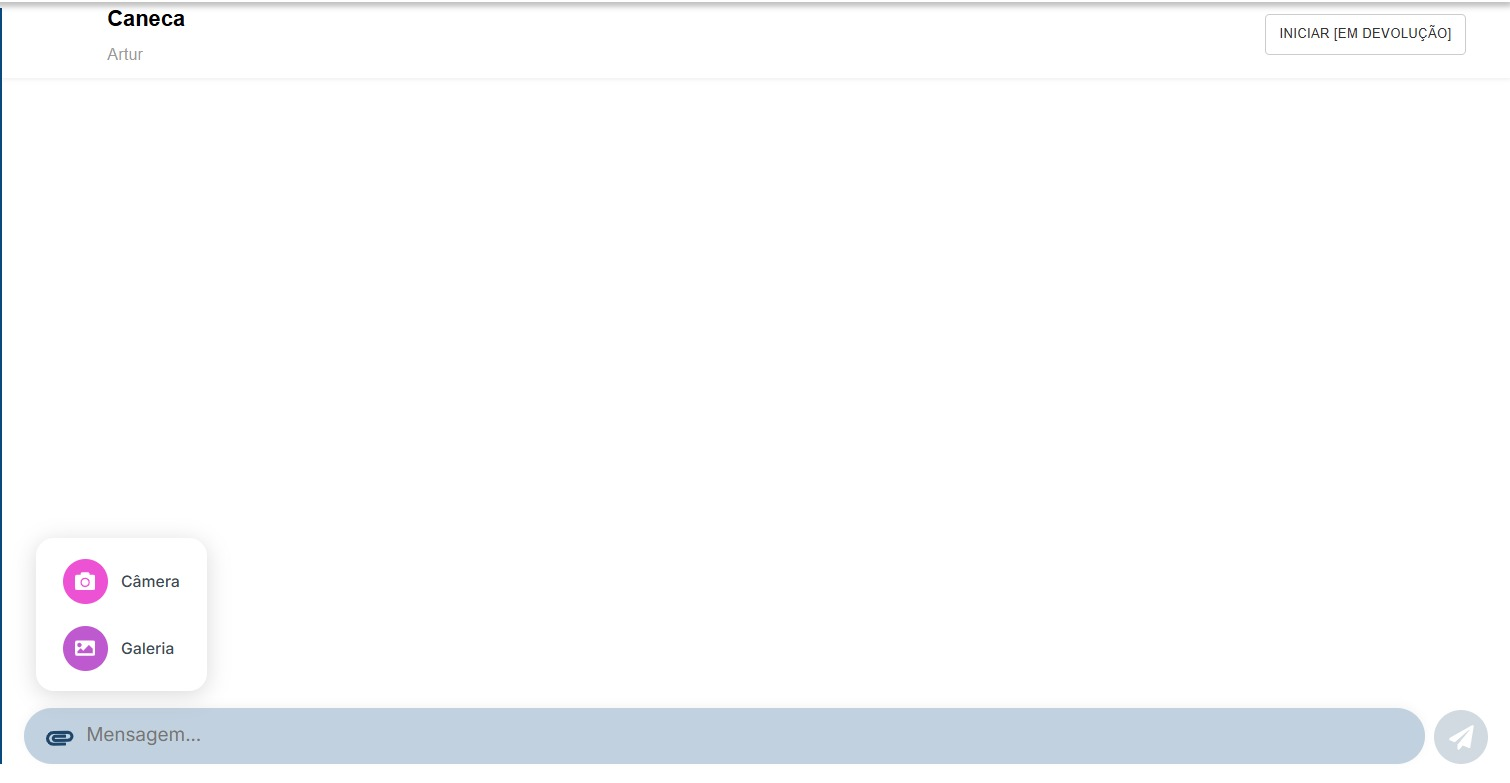 Caneca
Artur
INICIAR [EM DEVOLUÇÃO]
Câmera
Galeria
Mensagem...